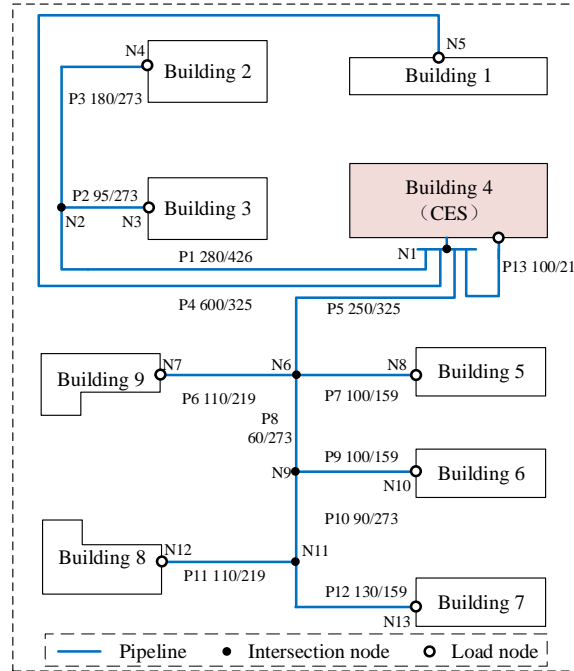 N5
N4
Building 2
Building 1
P3 180/273
Building 4
P2 95/273
Building 3
（CES）
N2
N3
N1
P1 280/426
P13 100/21
P4 600/325
P5 250/325
N7
N6
N8
Building 9
Building 5
P6 110/219
P7 100/159
P8
60/273
P9 100/159
Building 6
N9
N10
P10 90/273
N12
N11
Building 8
P11 110/219
P12 130/159
Building 7
N13
Pipeline
Intersection node
Load node